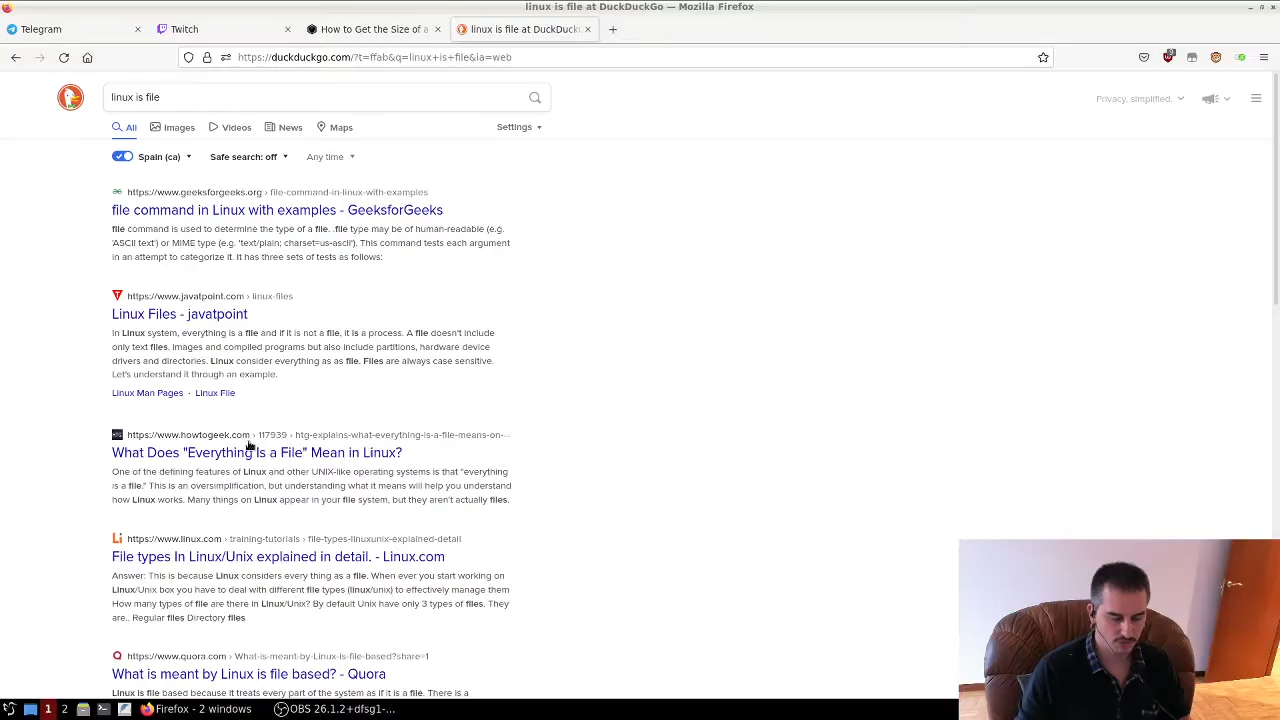 linux is file at DuckDuckGo — Mozilla Firefox
Telegram
Twitch
How to Get the Size of a
linux is file at DuckDuckGo
https://duckduckgo.com/?t=ffab&q=linux+is+file&ia=web
linux is file
Privacy, simplified.
All
Images
Videos
News
Maps
Settings
Spain (ca)
Safe search: off
Any time
https://www.geeksforgeeks.org › file-command-in-linux-with-examples
file command in Linux with examples - GeeksforGeeks
file command is used to determine the type of a file. .file type may be of human-readable (e.g.
'ASCII text') or MIME type (e.g. 'text/plain; charset=us-ascii'). This command tests each argument
in an attempt to categorize it. It has three sets of tests as follows:
https://www.javatpoint.com › linux-files
Linux Files - javatpoint
In Linux system, everything is a file and if it is not a file, it is a process. A file doesn't include
only text files, images and compiled programs but also include partitions, hardware device
drivers and directories. Linux consider everything as as file. Files are always case sensitive.
Let's understand it through an example.
Linux Man Pages · Linux File
https://www.howtogeek.com › 117939 › htg-explains-what-everything-is-a-file-means-on-...
What Does "Everything Is a File" Mean in Linux?
One of the defining features of Linux and other UNIX-like operating systems is that "everything
is a file." This is an oversimplification, but understanding what it means will help you understand
how Linux works. Many things on Linux appear in your file system, but they aren't actually files.
https://www.linux.com › training-tutorials › file-types-linuxunix-explained-detail
File types In Linux/Unix explained in detail. - Linux.com
Answer: This is because Linux considers every thing as a file. When ever you start working on
Linux/Unix box you have to deal with different file types (linux/unix) to effectively manage them
How many types of file are there in Linux/Unix? By default Unix have only 3 types of files. They
are.. Regular files Directory files
https://www.quora.com › What-is-meant-by-Linux-is-file-based?share=1
What is meant by Linux is file based? - Quora
Linux is file based because it treats every part of the system as if it is a file. There is a
1
2
Firefox - 2 windows
OBS 26.1.2+dfsg1-...